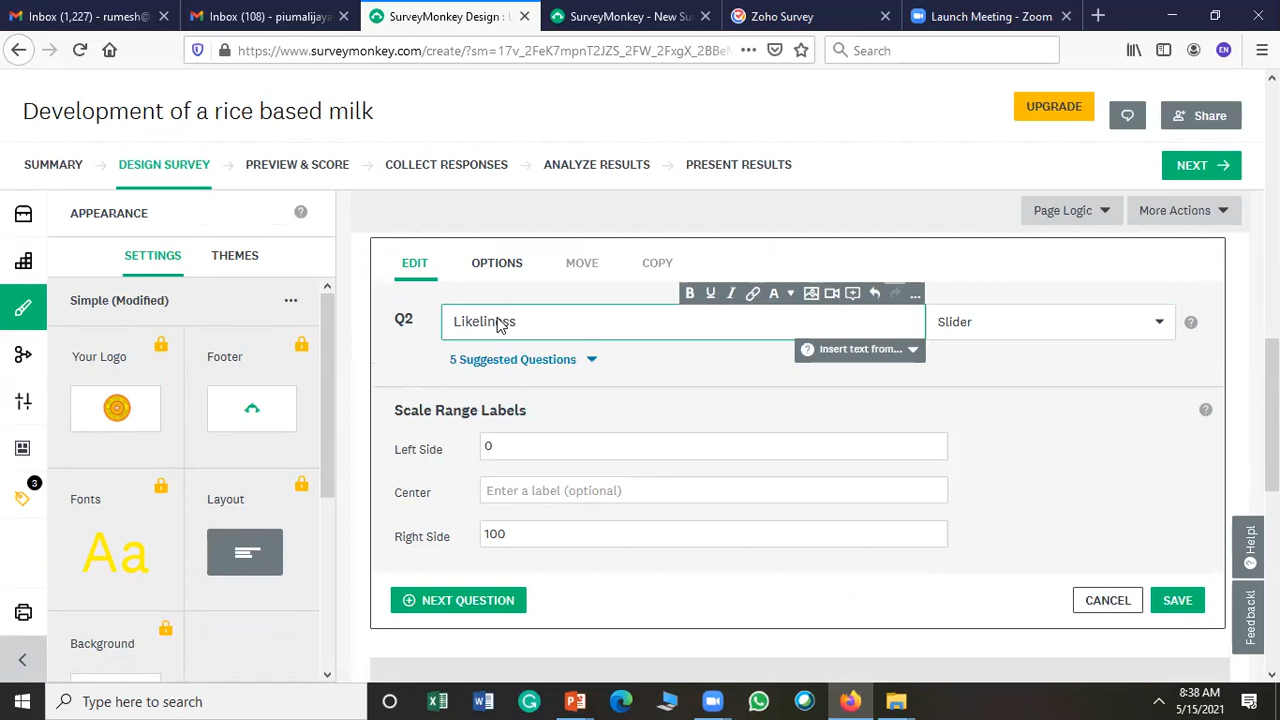 Inbox (1,227) - rumesh@
Inbox (108) - piumalijaya
SurveyMonkey Design : U
SurveyMonkey - New Su
Zoho Survey
Launch Meeting - Zoom
https://www.surveymonkey.com/create/?sm=17v_2FeK7mpnT2JZS_2FW_2FxgX_2BBeM
Search
EN
Development of a rice based milk
UPGRADE
Share
SUMMARY
DESIGN SURVEY
PREVIEW & SCORE
COLLECT RESPONSES
ANALYZE RESULTS
PRESENT RESULTS
NEXT
APPEARANCE
Page Logic
More Actions
SETTINGS
THEMES
EDIT
OPTIONS
MOVE
COPY
Simple (Modified)
B U I A ...
Q2
Likeliness
Slider
Your Logo
Footer
Insert text from...
5 Suggested Questions
Scale Range Labels
Left Side
0
Center
Enter a label (optional)
3
Fonts
Layout
Right Side
100
Aa
Help!
NEXT QUESTION
CANCEL
SAVE
Feedback!
Background
Type here to search
8:38 AM
5/15/2021